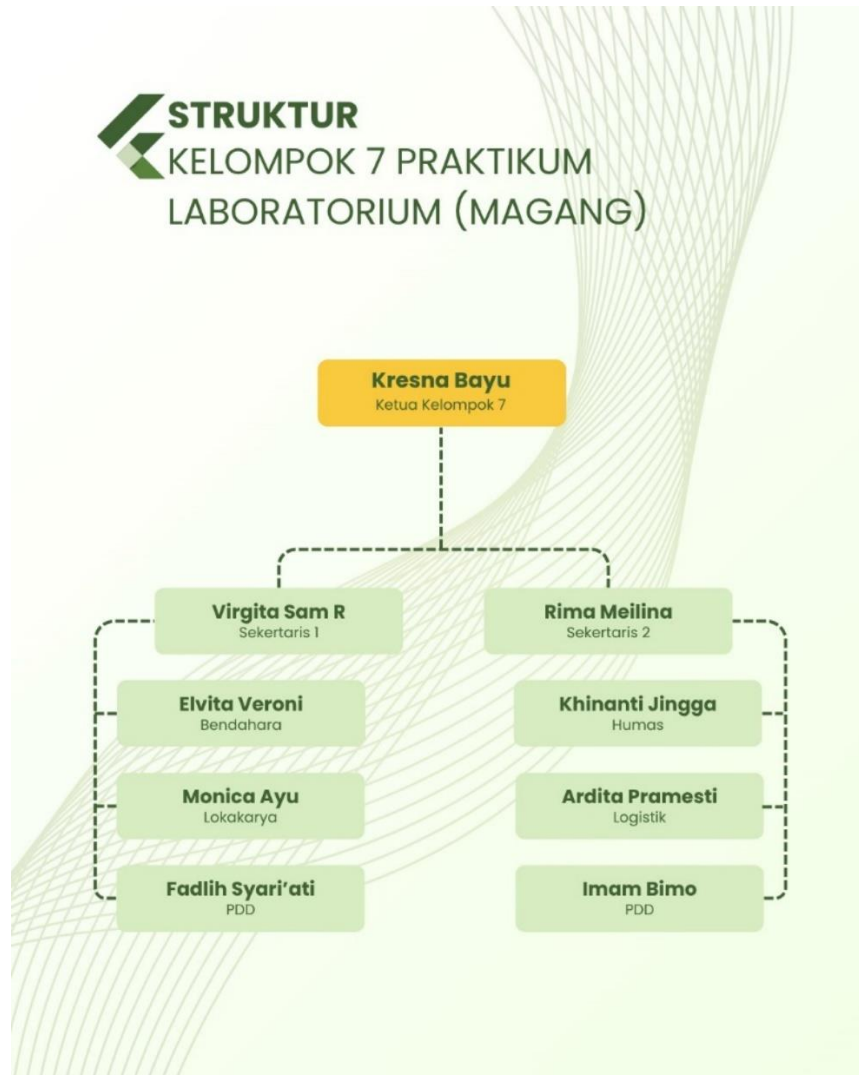 STRUKTUR
KELOMPOK 7 PRAKTIKUM
LABORATORIUM (MAGANG)
Kresna Bayu
Ketua Kelompok 7
Virgita Sam R
Sekertaris 1
Rima Meilina
Sekertaris 2
Elvita Veroni
Bendahara
Khinanti Jingga
Humas
Monica Ayu
Lokakarya
Ardita Pramesti
Logistik
Fadlih Syari’ati
PDD
Imam Bimo
PDD